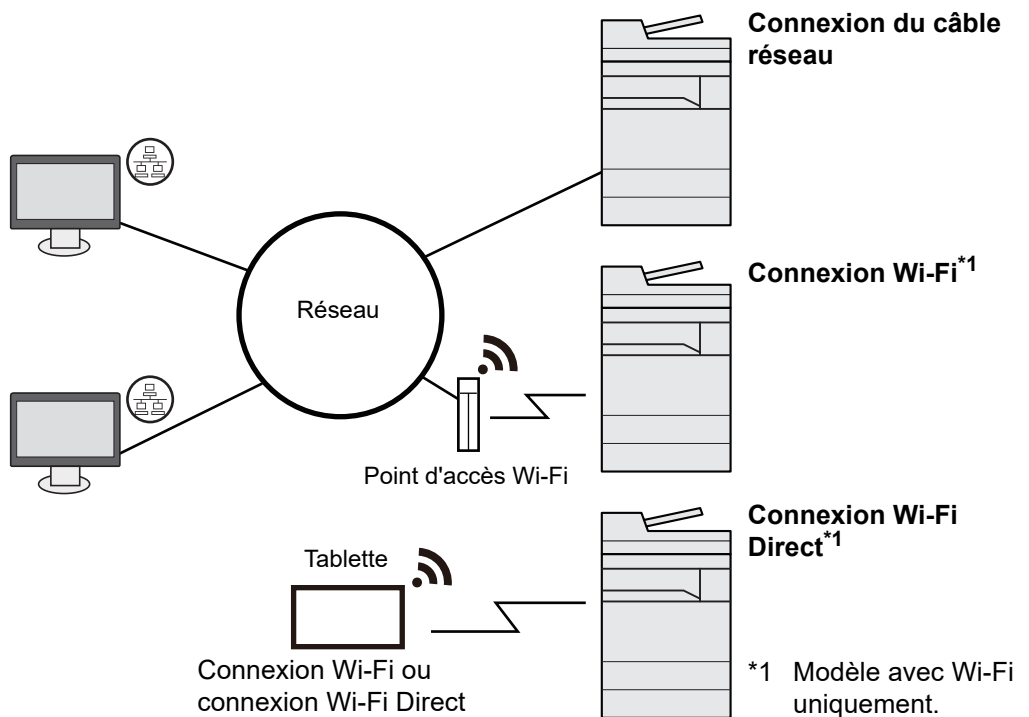 Connexion du câble
réseau
Réseau
Connexion Wi-Fi*1
Point d'accès Wi-Fi
Connexion Wi-Fi
Direct*1
Tablette
Connexion Wi-Fi ou
connexion Wi-Fi Direct
*1 Modèle avec Wi-Fi
uniquement.